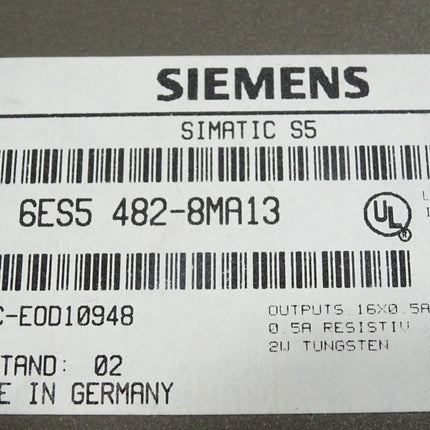 SIEMENS
SIMATIC S5
6ES5 482-8MA13
UL
C-EOD10948
OUTPUTS.16X0.5A
0.5A RESISTIV
2W TUNGSTEN
TAND: 02
E IN GERMANY